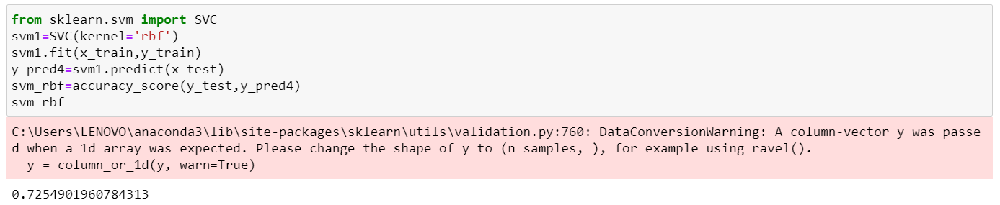 from sklearn.svm import SVC
svm1=SVC(kernel='rbf')
svm1.fit(x_train,y_train)
y_pred4=svm1.predict(x_test)
svm_rbf=accuracy_score(y_test,y_pred4)
svm_rbf
C:\Users\LENOVO\anaconda3\lib\site-packages\sklearn\utils\validation.py:760: DataConversionWarning: A column-vector y was passe
d when a 1d array was expected. Please change the shape of y to (n_samples, ), for example using ravel().
  y = column_or_1d(y, warn=True)
0.7254901960784313